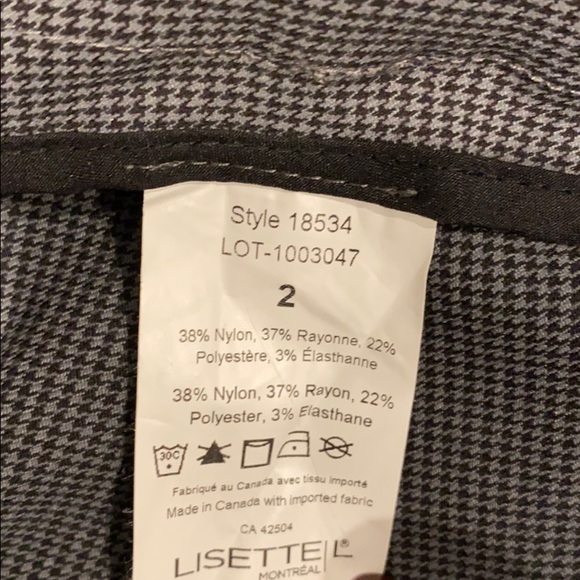 Style 18534
LOT-1003047
2
38% Nylon, 37% Rayonne, 22%
Polyestère, 3% Élasthanne
38% Nylon, 37% Rayon, 22%
Polyester, 3% Elasthane
30C
Fabriqué au Canada avec tissu importé
Made in Canada with imported fabric
CA 42504
LISETTE L®
MONTRÉAL